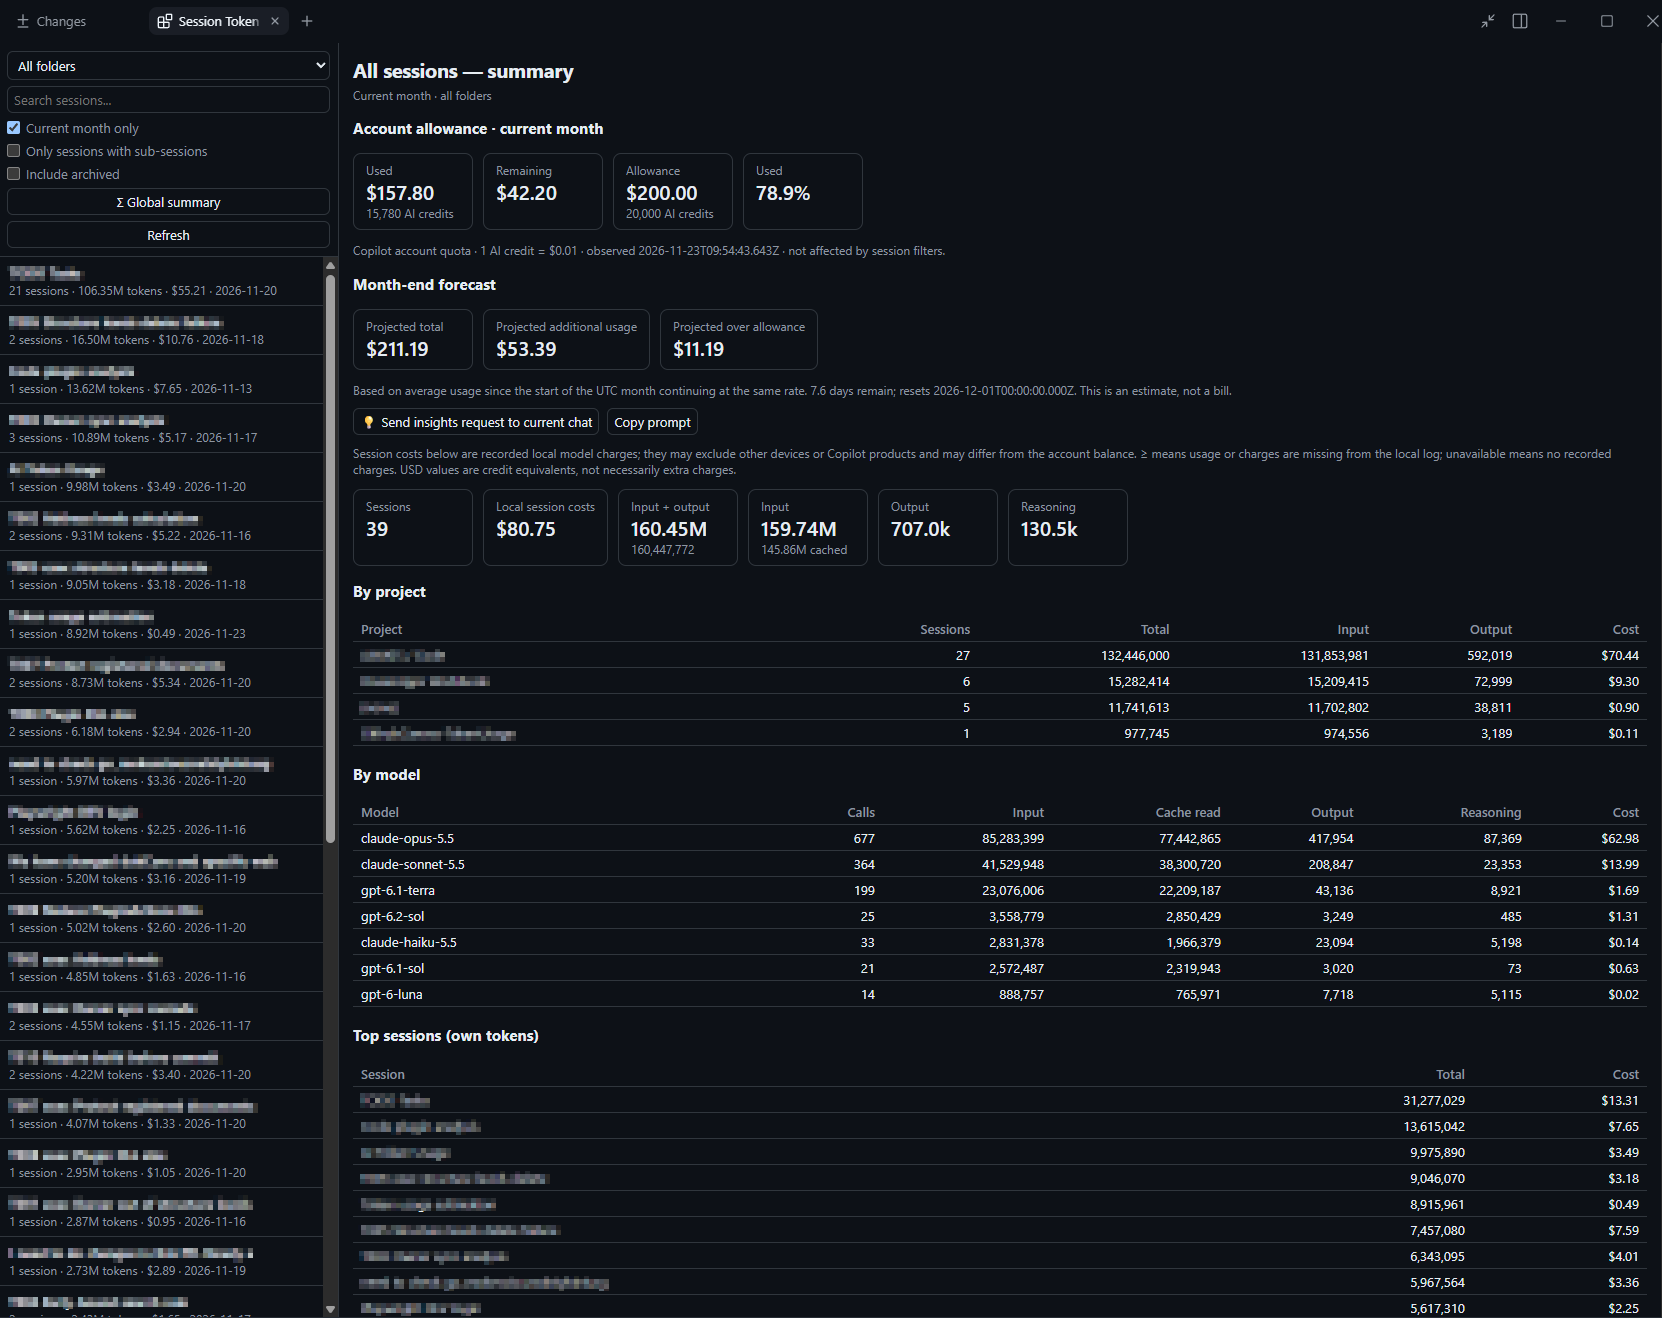 Changes
Session Token
All folders
Search sessions...
Current month only
Only sessions with sub-sessions
Include archived
Σ Global summary
Refresh
21 sessions · 106.35M tokens · $55.21 · 2026-11-20
2 sessions · 16.50M tokens · $10.76 · 2026-11-18
1 session · 13.62M tokens · $7.65 · 2026-11-13
3 sessions · 10.89M tokens · $5.17 · 2026-11-17
1 session · 9.98M tokens · $3.49 · 2026-11-20
2 sessions · 9.31M tokens · $5.22 · 2026-11-16
1 session · 9.05M tokens · $3.18 · 2026-11-18
1 session · 8.92M tokens · $0.49 · 2026-11-23
2 sessions · 8.73M tokens · $5.34 · 2026-11-20
2 sessions · 6.18M tokens · $2.94 · 2026-11-20
1 session · 5.97M tokens · $3.36 · 2026-11-20
1 session · 5.62M tokens · $2.25 · 2026-11-16
1 session · 5.20M tokens · $3.16 · 2026-11-19
1 session · 5.02M tokens · $2.60 · 2026-11-20
1 session · 4.85M tokens · $1.63 · 2026-11-16
2 sessions · 4.55M tokens · $1.15 · 2026-11-17
2 sessions · 4.22M tokens · $3.40 · 2026-11-20
1 session · 4.07M tokens · $1.33 · 2026-11-20
1 session · 2.95M tokens · $1.05 · 2026-11-20
1 session · 2.87M tokens · $0.95 · 2026-11-16
1 session · 2.73M tokens · $2.89 · 2026-11-19
All sessions — summary
Current month · all folders
Account allowance · current month
Used Remaining Allowance Used
$157.80 $42.20 $200.00 78.9%
15,780 AI credits 20,000 AI credits
Copilot account quota · 1 AI credit = $0.01 · observed 2026-11-23T09:54:43.643Z · not affected by session filters.
Month-end forecast
Projected total Projected additional usage Projected over allowance
$211.19 $53.39 $11.19
Based on average usage since the start of the UTC month continuing at the same rate. 7.6 days remain; resets 2026-12-01T00:00:00.000Z. This is an estimate, not a bill.
Send insights request to current chat Copy prompt
Session costs below are recorded local model charges; they may exclude other devices or Copilot products and may differ from the account balance. ≥ means usage or charges are missing from the local log; unavailable means no recorded
charges. USD values are credit equivalents, not necessarily extra charges.
Sessions Local session costs Input + output Input Output Reasoning
39 $80.75 160.45M 159.74M 707.0k 130.5k
160,447,772 145.86M cached
By project
Project Sessions Total Input Output Cost
27 132,446,000 131,853,981 592,019 $70.44
6 15,282,414 15,209,415 72,999 $9.30
5 11,741,613 11,702,802 38,811 $0.90
1 977,745 974,556 3,189 $0.11
By model
Model Calls Input Cache read Output Reasoning Cost
claude-opus-5.5 677 85,283,399 77,442,865 417,954 87,369 $62.98
claude-sonnet-5.5 364 41,529,948 38,300,720 208,847 23,353 $13.99
gpt-6.1-terra 199 23,076,006 22,209,187 43,136 8,921 $1.69
gpt-6.2-sol 25 3,558,779 2,850,429 3,249 485 $1.31
claude-haiku-5.5 33 2,831,378 1,966,379 23,094 5,198 $0.14
gpt-6.1-sol 21 2,572,487 2,319,943 3,020 73 $0.63
gpt-6-luna 14 888,757 765,971 7,718 5,115 $0.02
Top sessions (own tokens)
Session Total Cost
31,277,029 $13.31
13,615,042 $7.65
9,975,890 $3.49
9,046,070 $3.18
8,915,961 $0.49
7,457,080 $7.59
6,343,095 $4.01
5,967,564 $3.36
5,617,310 $2.25